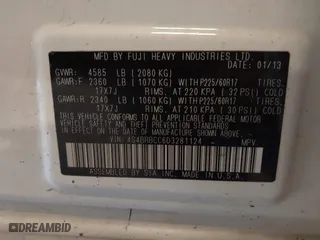 MFD. BY FUJI HEAVY INDUSTRIES LTD. 01/13
GVWR: 4585 LB (2080 KG)
GAWR:F 2360 LB (1070 KG) WITH P225/60R17 TIRES,
17X7J RIMS, AT 220 KPA (32 PSI) COLD
GAWR:R 2340 LB (1060 KG) WITH P225/60R17 TIRES,
17X7J RIMS, AT 210 KPA (30 PSI) COLD
THIS VEHICLE CONFORMS TO ALL APPLICABLE
FEDERAL MOTOR VEHICLE SAFETY AND THEFT
PREVENTION STANDARDS IN EFFECT ON THE
DATE OF MANUFACTURE SHOWN ABOVE.
VIN: 4S4BRBCC6D3281124 MPV
ASSEMBLED BY SIA, INC. MADE IN U.S.A.
©DREAMBID